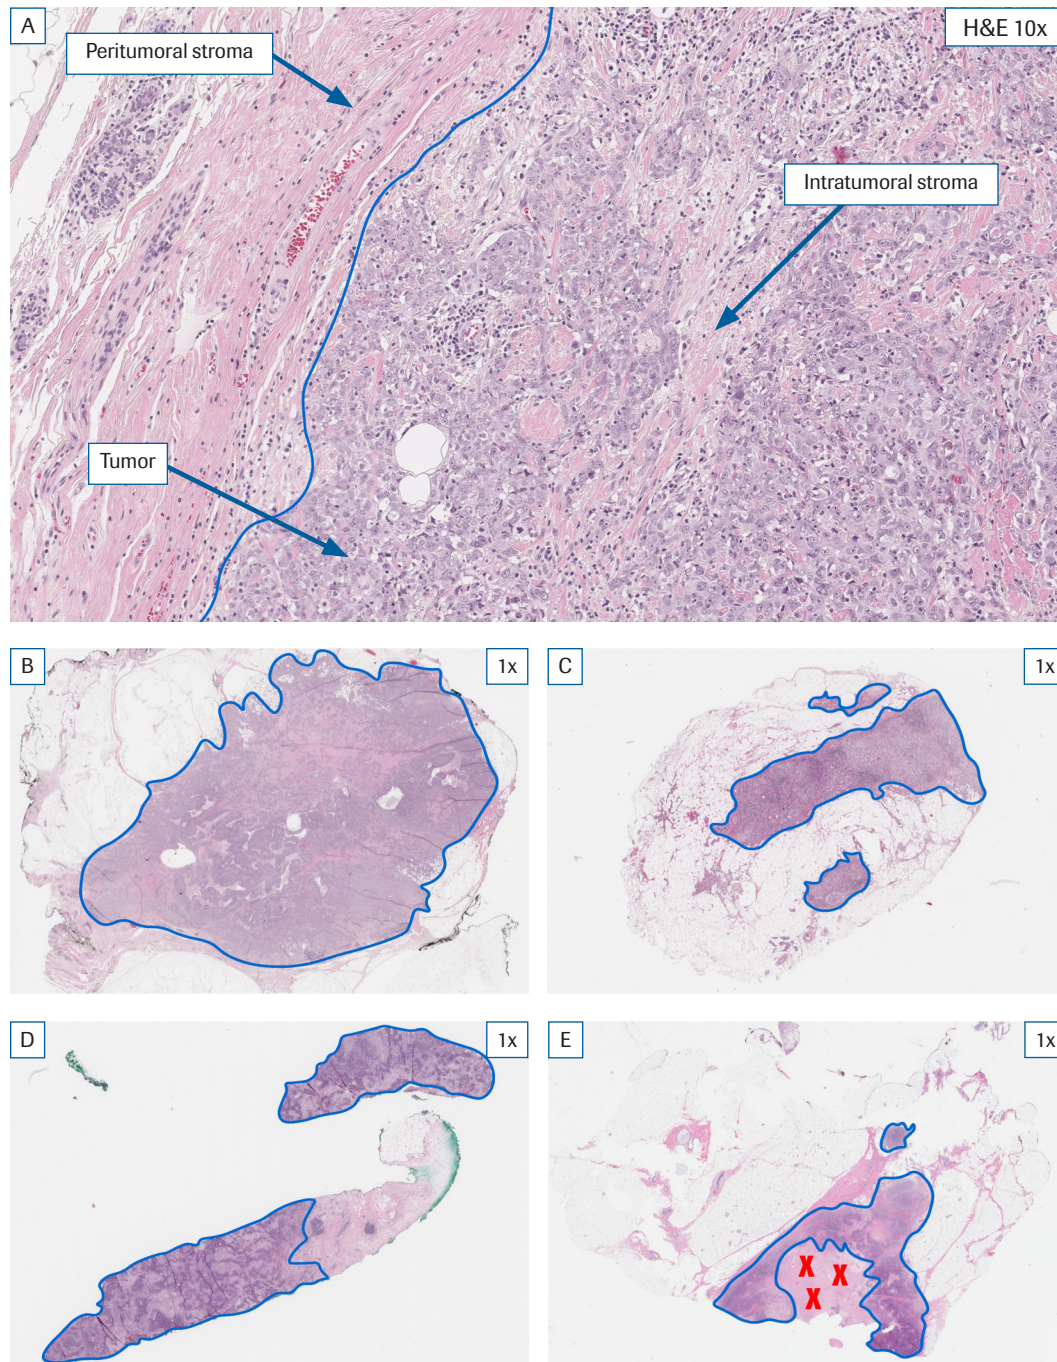 A
H&E 10x
Peritumoral stroma
Intratumoral stroma
Tumor
B
1x
C
1x
D
1x
E
1x
X
X
X